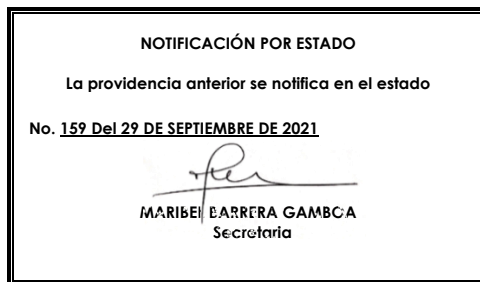 NOTIFICACIÓN POR ESTADO
La providencia anterior se notifica en el estado
No. 159 Del 29 DE SEPTIEMBRE DE 2021
MARIBEL BARRERA GAMBOA
Secretaria